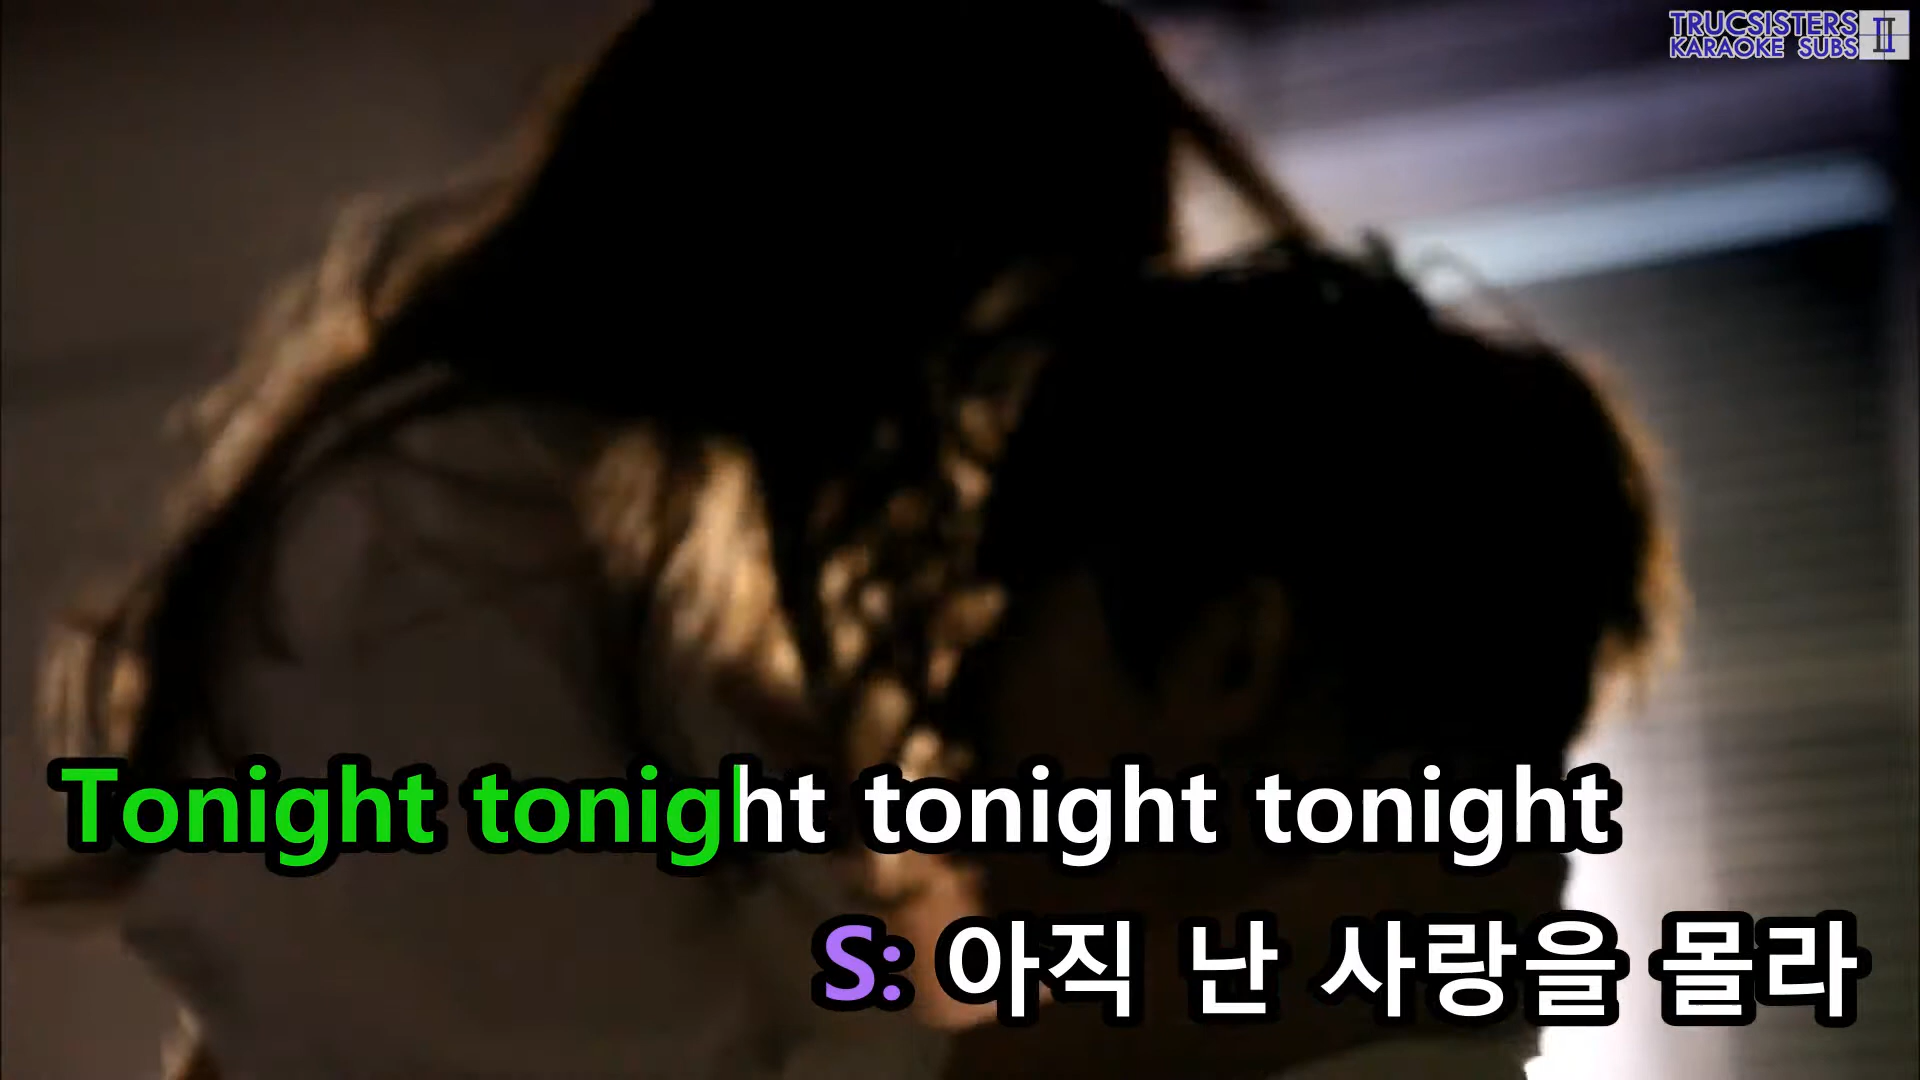 TRUCSISTERS
KARAOKE SUBS II
Tonight tonight tonight tonight
S: 아직 난 사랑을 몰라